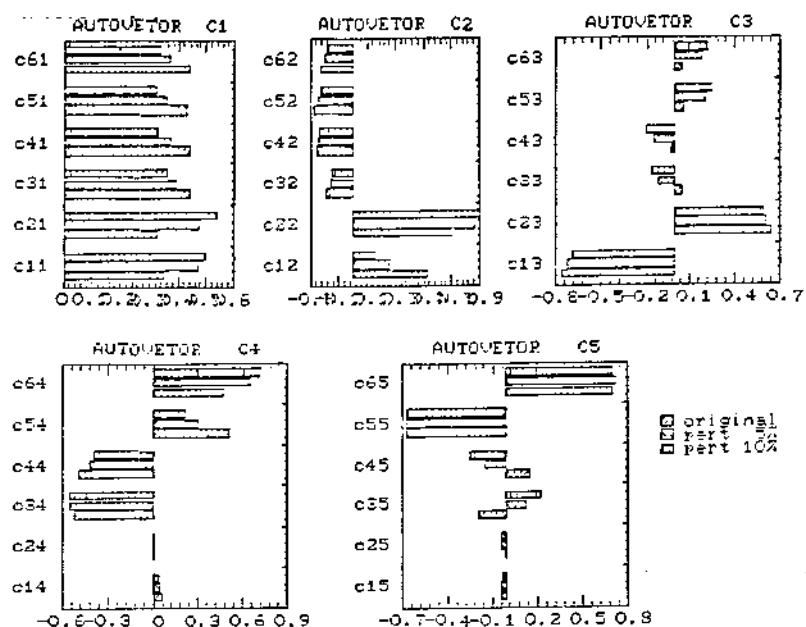 AUTOVETOR C1
c61
c51
c41
c31
c21
c11
AUTOVETOR C2
c62
c52
c42
c32
c22
c12
AUTOVETOR C3
c63
c53
c43
c33
c23
c13
-0.8-0.5-0.2 0.1 0.4 0.7
AUTOVETOR C4
c64
c54
c44
c34
c24
c14
-0.6-0.3 0 0.3 0.6 0.9
AUTOVETOR C5
c65
c55
c45
c35
c25
c15
-0.7-0.4-0.1 0.2 0.5 0.8
original
pert 5%
pert 10%